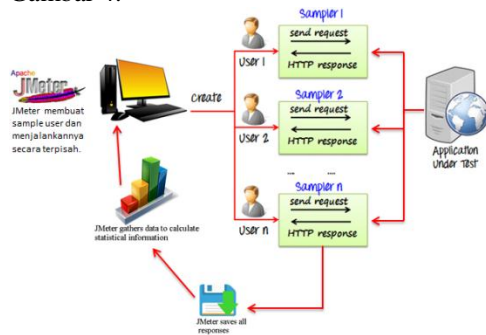 Gambar 4.
Apache
JMeter
JMeter membuat
sample user dan
menjalankannya
secara terpisah.
Create
User 1
Sampler 1
send request
HTTP response
User 2
Sampler 2
send request
HTTP response
... ...
User n
Sampler n
send request
HTTP response
Application
Under Test
JMeter gathers data to calculate
statistical information
JMeter saves all
responses